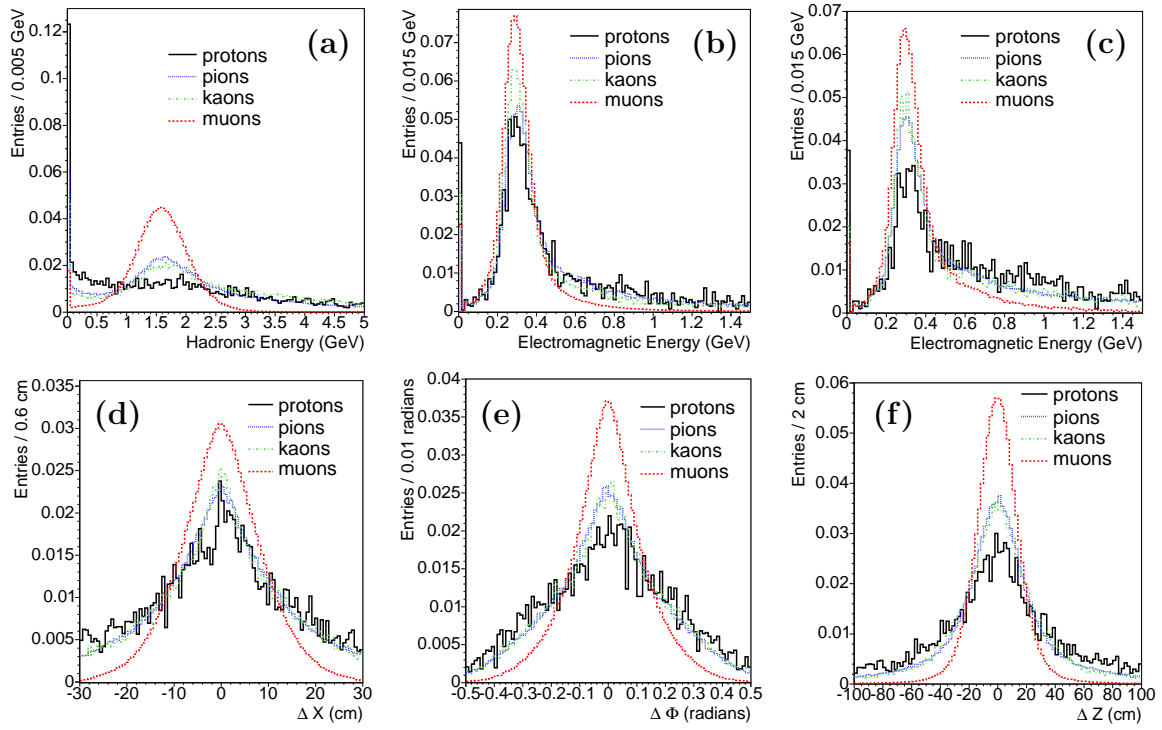 Entries / 0.005 GeV
0.12
0.1
0.08
0.06
0.04
0.02
0
(a)
protons
pions
kaons
muons
0 0.5 1 1.5 2 2.5 3 3.5 4 4.5 5
Hadronic Energy (GeV)
Entries / 0.015 GeV
0.07
0.06
0.05
0.04
0.03
0.02
0.01
0
(b)
protons
pions
kaons
muons
0 0.2 0.4 0.6 0.8 1 1.2 1.4
Electromagnetic Energy (GeV)
Entries / 0.015 GeV
0.07
0.06
0.05
0.04
0.03
0.02
0.01
0
(c)
protons
pions
kaons
muons
0 0.2 0.4 0.6 0.8 1 1.2 1.4
Electromagnetic Energy (GeV)
Entries / 0.6 cm
0.035
0.03
0.025
0.02
0.015
0.01
0.005
0
(d)
protons
pions
kaons
muons
-30 -20 -10 0 10 20 30
Δ X (cm)
Entries / 0.01 radians
0.04
0.035
0.03
0.025
0.02
0.015
0.01
0.005
0
(e)
protons
pions
kaons
muons
-0.5 -0.4 -0.3 -0.2 -0.1 0 0.1 0.2 0.3 0.4 0.5
Δ Φ (radians)
Entries / 2 cm
0.06
0.05
0.04
0.03
0.02
0.01
0
(f)
protons
pions
kaons
muons
-100 -80 -60 -40 -20 0 20 40 60 80 100
Δ Z (cm)